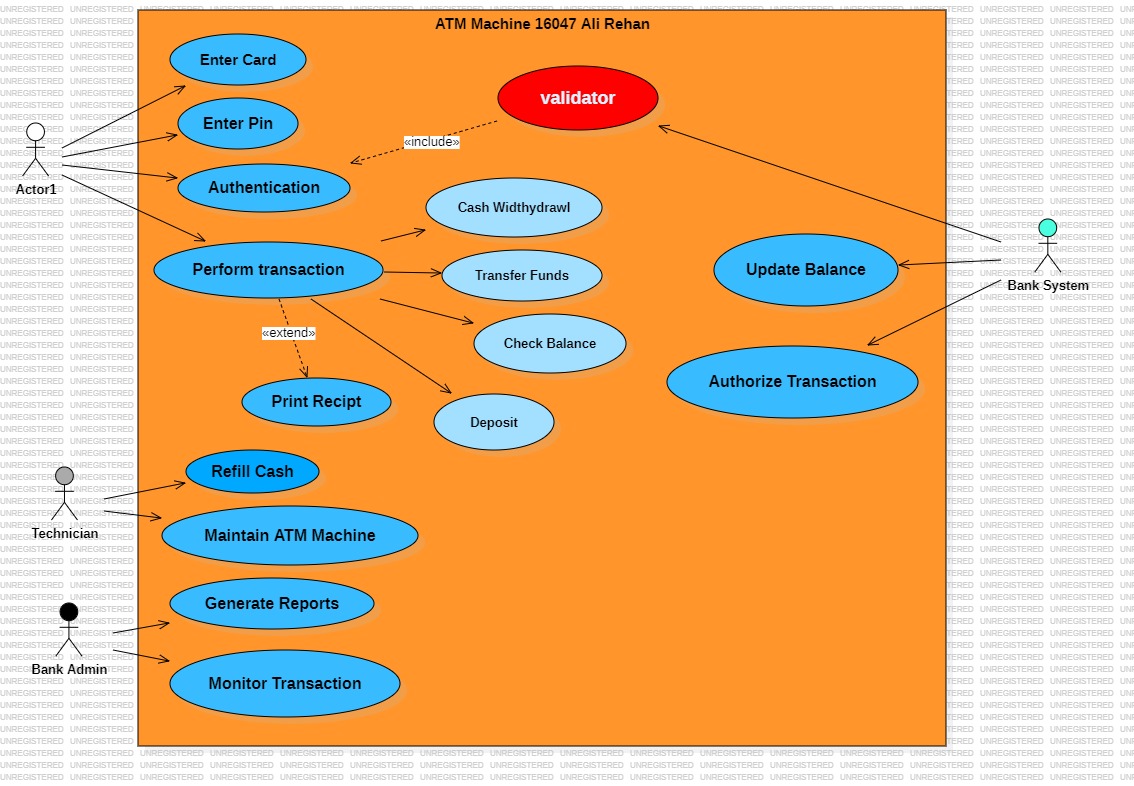 ATM Machine 16047 Ali Rehan
Enter Card
validator
Enter Pin
«include»
Actor1
Authentication
Cash Widthydrawl
Perform transaction
Transfer Funds
Update Balance
Bank System
«extend»
Check Balance
Authorize Transaction
Print Recipt
Deposit
Refill Cash
Technician
Maintain ATM Machine
Generate Reports
Bank Admin
Monitor Transaction
UNREGISTERED